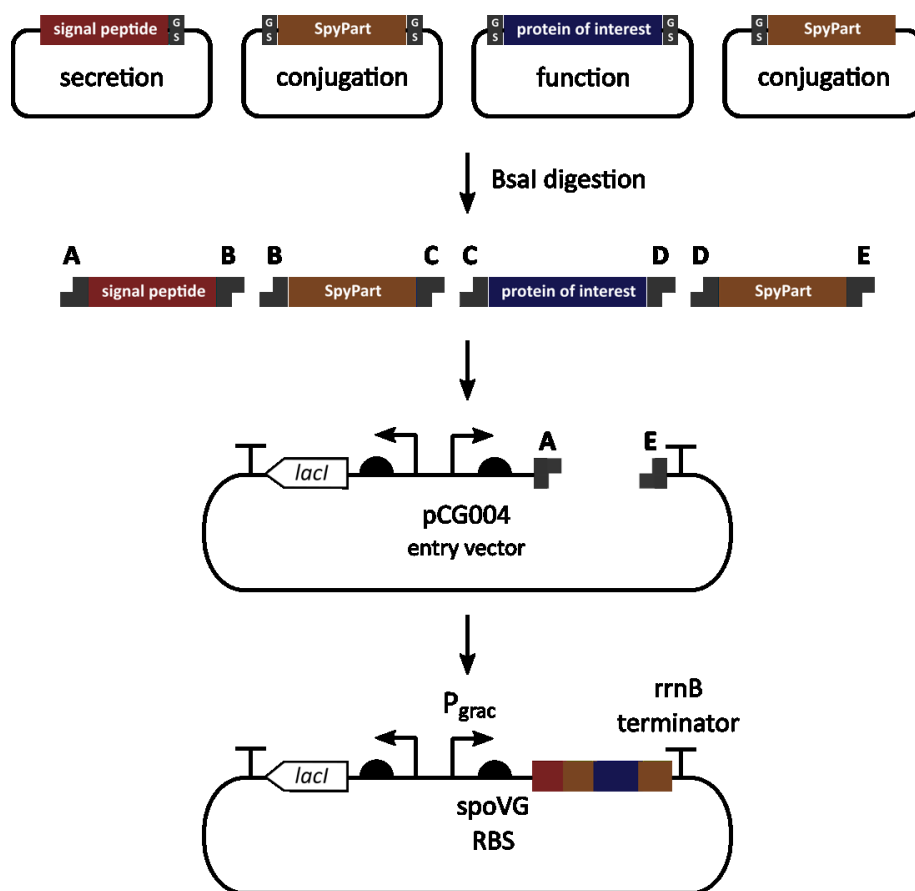 signal peptide G S
G S SpyPart G S
G S protein of interest G S
G S SpyPart
secretion
conjugation
function
conjugation
BsaI digestion
A B B C C D D E
signal peptide
SpyPart
protein of interest
SpyPart
A E
lacI
pCG004
entry vector
Pgrac
rrnB
terminator
lacI
spoVG
RBS